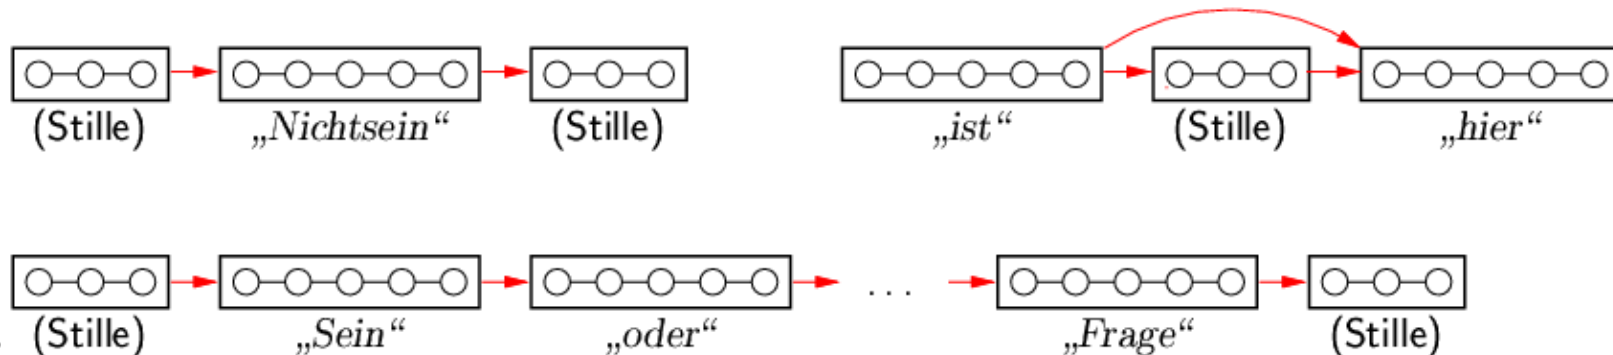 (Stille) „Nichtsein“ (Stille) „ist“ (Stille) „hier“
. . .
(Stille) „Sein“ „oder“ „Frage“ (Stille)